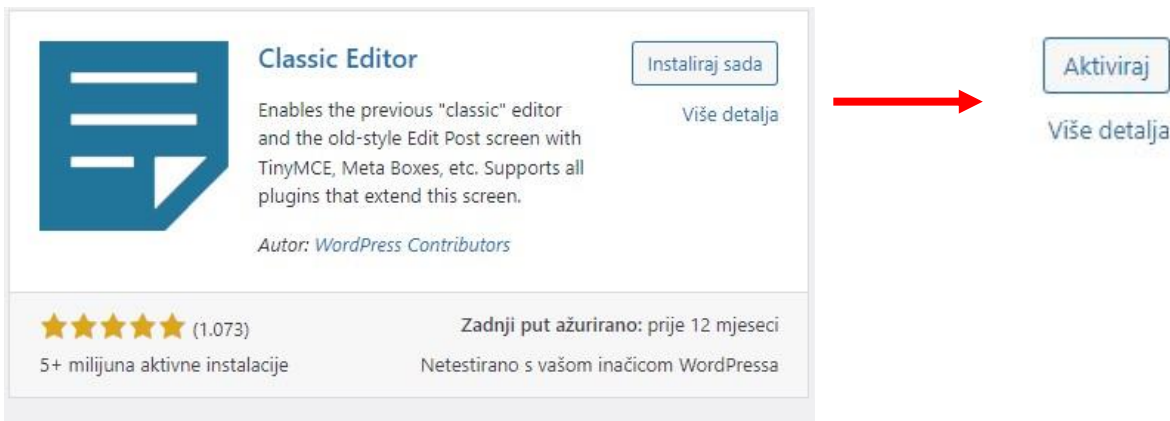 Classic Editor
Instaliraj sada
Više detalja
Enables the previous "classic" editor
and the old-style Edit Post screen with
TinyMCE, Meta Boxes, etc. Supports all
plugins that extend this screen.
Autor: WordPress Contributors
(1.073)
5+ milijuna aktivne instalacije
Zadnji put ažurirano: prije 12 mjeseci
Netestirano s vašom inačicom WordPressa
Aktiviraj
Više detalja